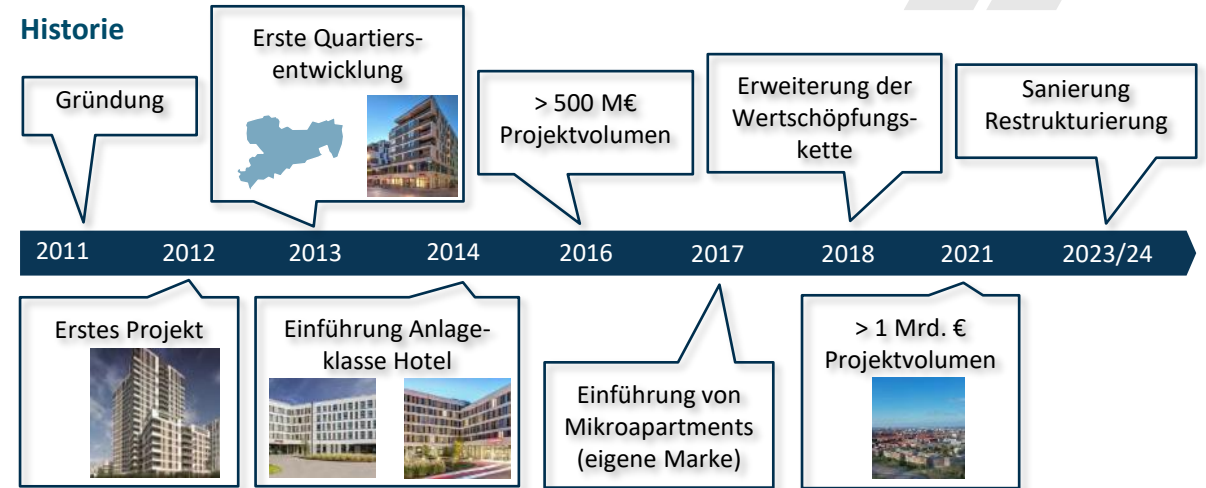 Historie
Gründung
Erste Quartiers-
entwicklung
> 500 M€
Projektvolumen
Erweiterung der
Wertschöpfungs-
kette
Sanierung
Restrukturierung
2011 2012 2013 2014 2016 2017 2018 2021 2023/24
Erstes Projekt
Einführung Anlage-
klasse Hotel
Einführung von
Mikroapartments
(eigene Marke)
> 1 Mrd. €
Projektvolumen